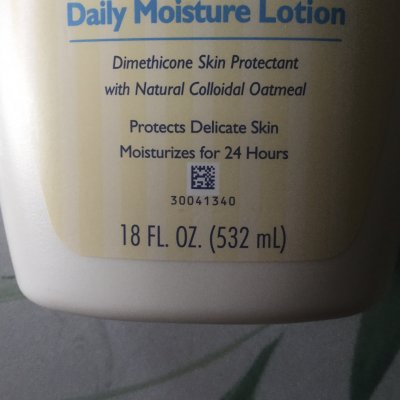 Daily Moisture Lotion
Dimethicone Skin Protectant
with Natural Colloidal Oatmeal
Protects Delicate Skin
Moisturizes for 24 Hours
30041340
18 FL. OZ. (532 mL)